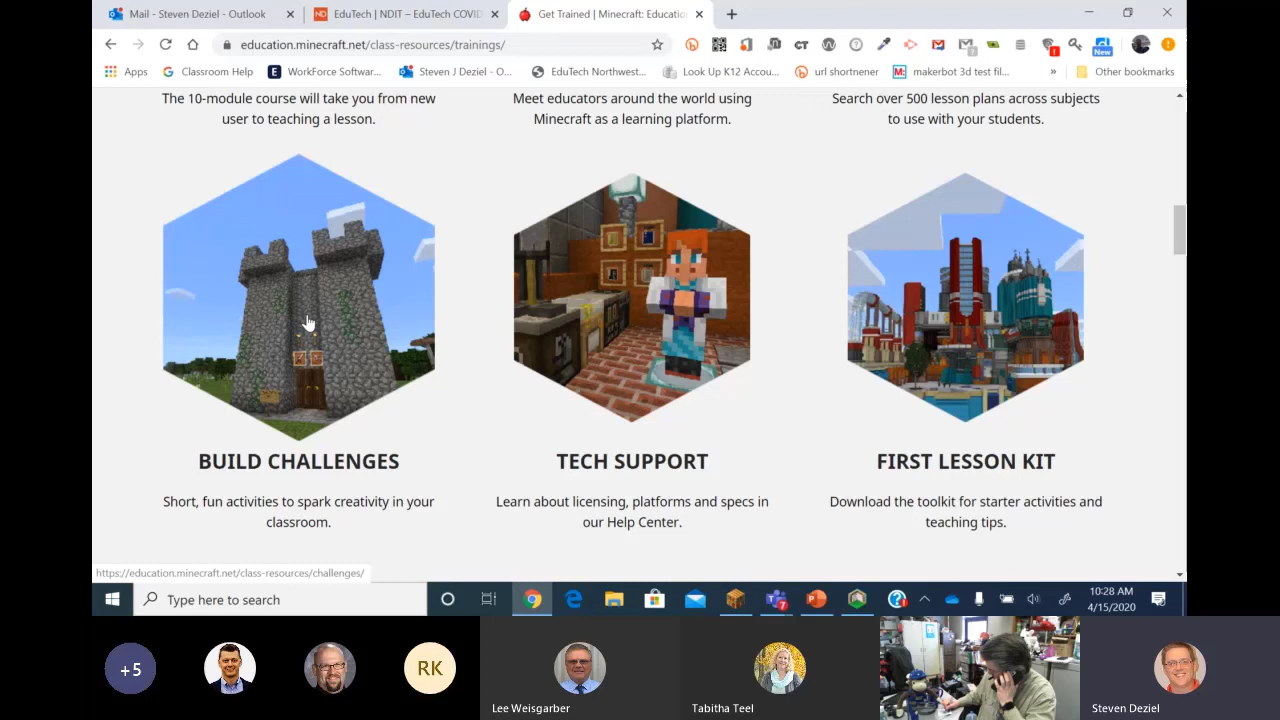 Mail - Steven Deziel - Outlook
EduTech | NDIT – EduTech COVID
Get Trained | Minecraft: Educatio
education.minecraft.net/class-resources/trainings/
New
Apps
Classroom Help
WorkForce Softwar...
Steven J Deziel - O...
EduTech Northwest...
Look Up K12 Accou...
url shortnener
makerbot 3d test fil...
»
Other bookmarks
The 10-module course will take you from new
user to teaching a lesson.
Meet educators around the world using
Minecraft as a learning platform.
Search over 500 lesson plans across subjects
to use with your students.
BUILD CHALLENGES
Short, fun activities to spark creativity in your
classroom.
TECH SUPPORT
Learn about licensing, platforms and specs in
our Help Center.
FIRST LESSON KIT
Download the toolkit for starter activities and
teaching tips.
https://education.minecraft.net/class-resources/challenges/
Type here to search
7
10:28 AM
4/15/2020
+5
RK
Lee Weisgarber
Tabitha Teel
Steven Deziel